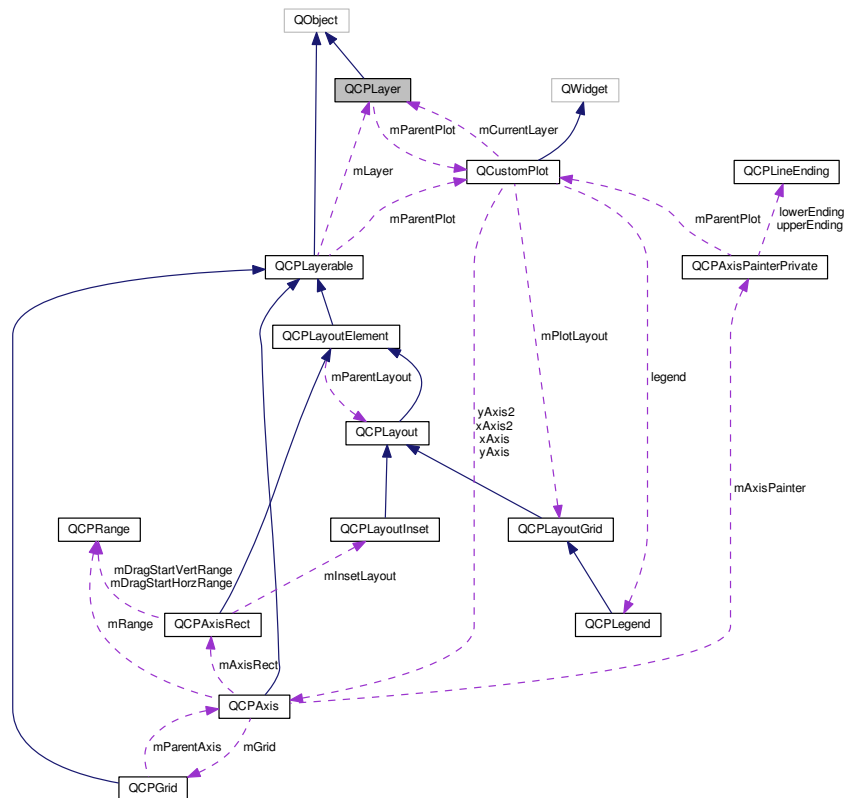 QObject
QCPLayer
QWidget
mParentPlot
mCurrentLayer
mLayer
QCustomPlot
QCPLineEnding
mParentPlot
mParentPlot
lowerEnding
upperEnding
QCPLayerable
QCPAxisPainterPrivate
QCPLayoutElement
mPlotLayout
mParentLayout
legend
yAxis2
xAxis2
xAxis
yAxis
QCPLayout
mAxisPainter
QCPRange
QCPLayoutInset
QCPLayoutGrid
mDragStartVertRange
mDragStartHorzRange
mInsetLayout
mRange
QCPAxisRect
QCPLegend
mAxisRect
QCPAxis
mParentAxis
mGrid
QCPGrid